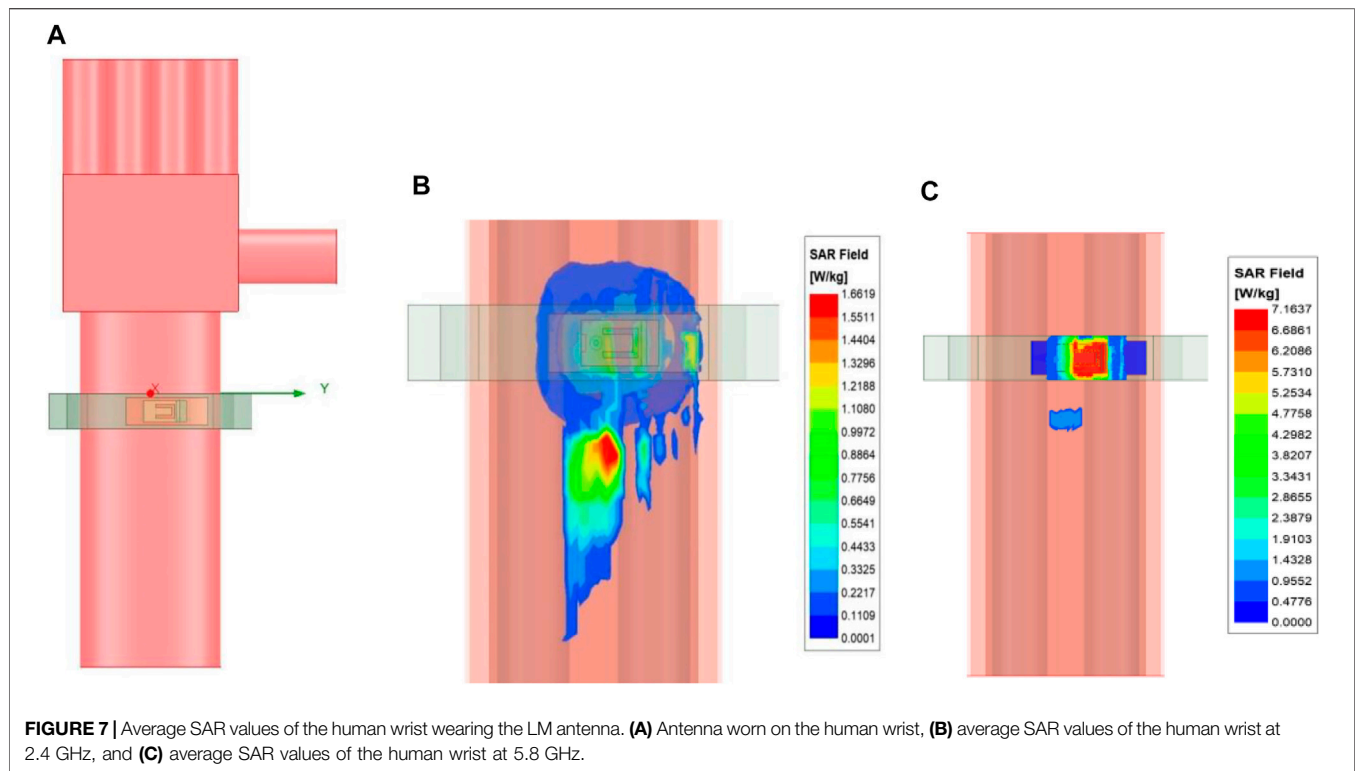 A
X
Y
B
SAR Field
[W/kg]
1.6619
1.5511
1.4404
1.3296
1.2188
1.1080
0.9972
0.8864
0.7756
0.6649
0.5541
0.4433
0.3325
0.2217
0.1109
0.0001
C
SAR Field
[W/kg]
7.1637
6.6861
6.2086
5.7310
5.2534
4.7758
4.2982
3.8207
3.3431
2.8655
2.3879
1.9103
1.4328
0.9552
0.4776
0.0000
FIGURE 7 | Average SAR values of the human wrist wearing the LM antenna. (A) Antenna worn on the human wrist, (B) average SAR values of the human wrist at
2.4 GHz, and (C) average SAR values of the human wrist at 5.8 GHz.